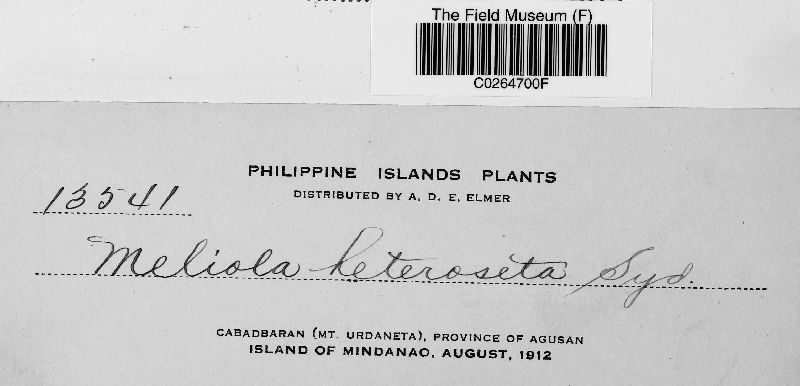 The Field Museum (F)
C0264700F
PHILIPPINE ISLANDS PLANTS
DISTRIBUTED BY A. D. E. ELMER
13541
Meliola heteroseta Syd.
CABADBARAN (MT. URDANETA), PROVINCE OF AGUSAN
ISLAND OF MINDANAO, AUGUST, 1912